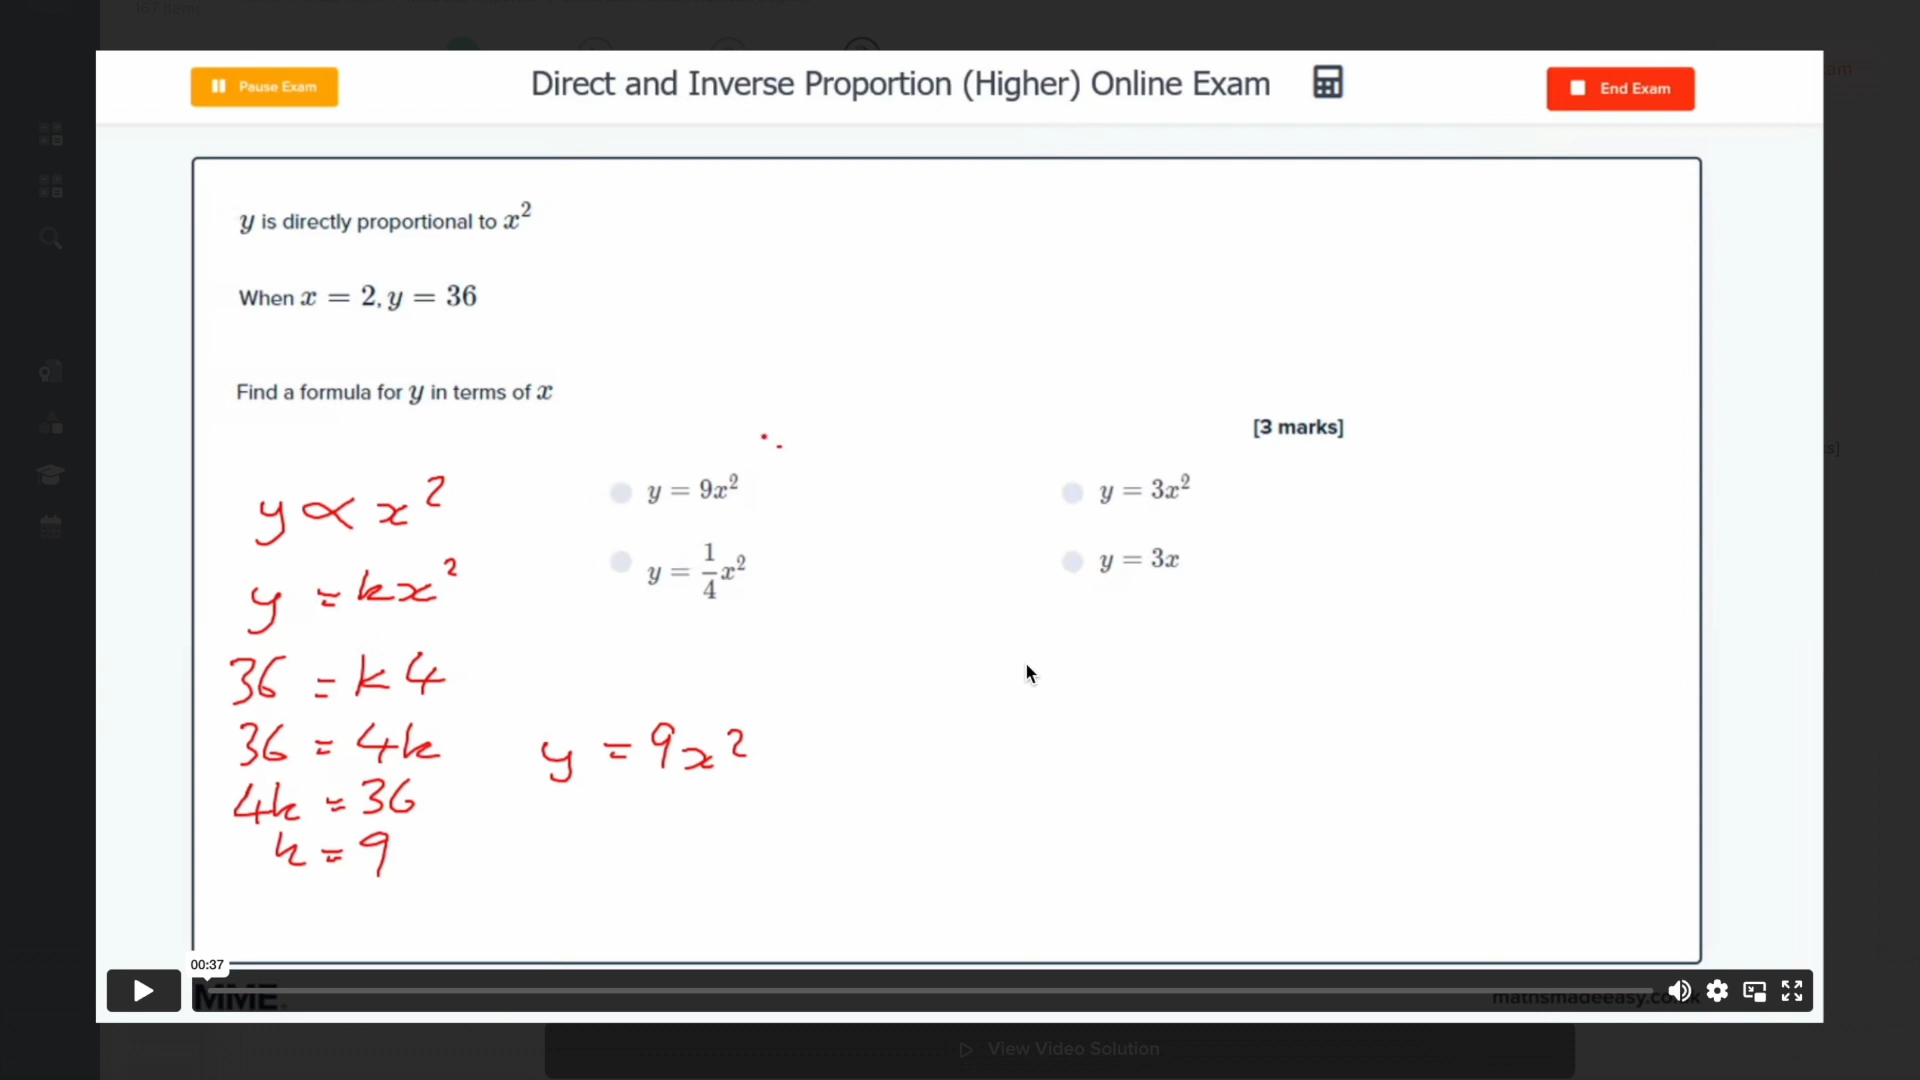 167 items
Pause Exam
Direct and Inverse Proportion (Higher) Online Exam
End Exam
y is directly proportional to x²
When x = 2, y = 36
Find a formula for y in terms of x
[3 marks]
y = 9x²
y = 3x²
y = 1/4 x²
y = 3x
y ∝ x²
y = kx²
36 = k4
36 = 4k
4k = 36
k = 9
y = 9x²
00:37
MME.
mathsmadeeasy.co.uk
View Video Solution